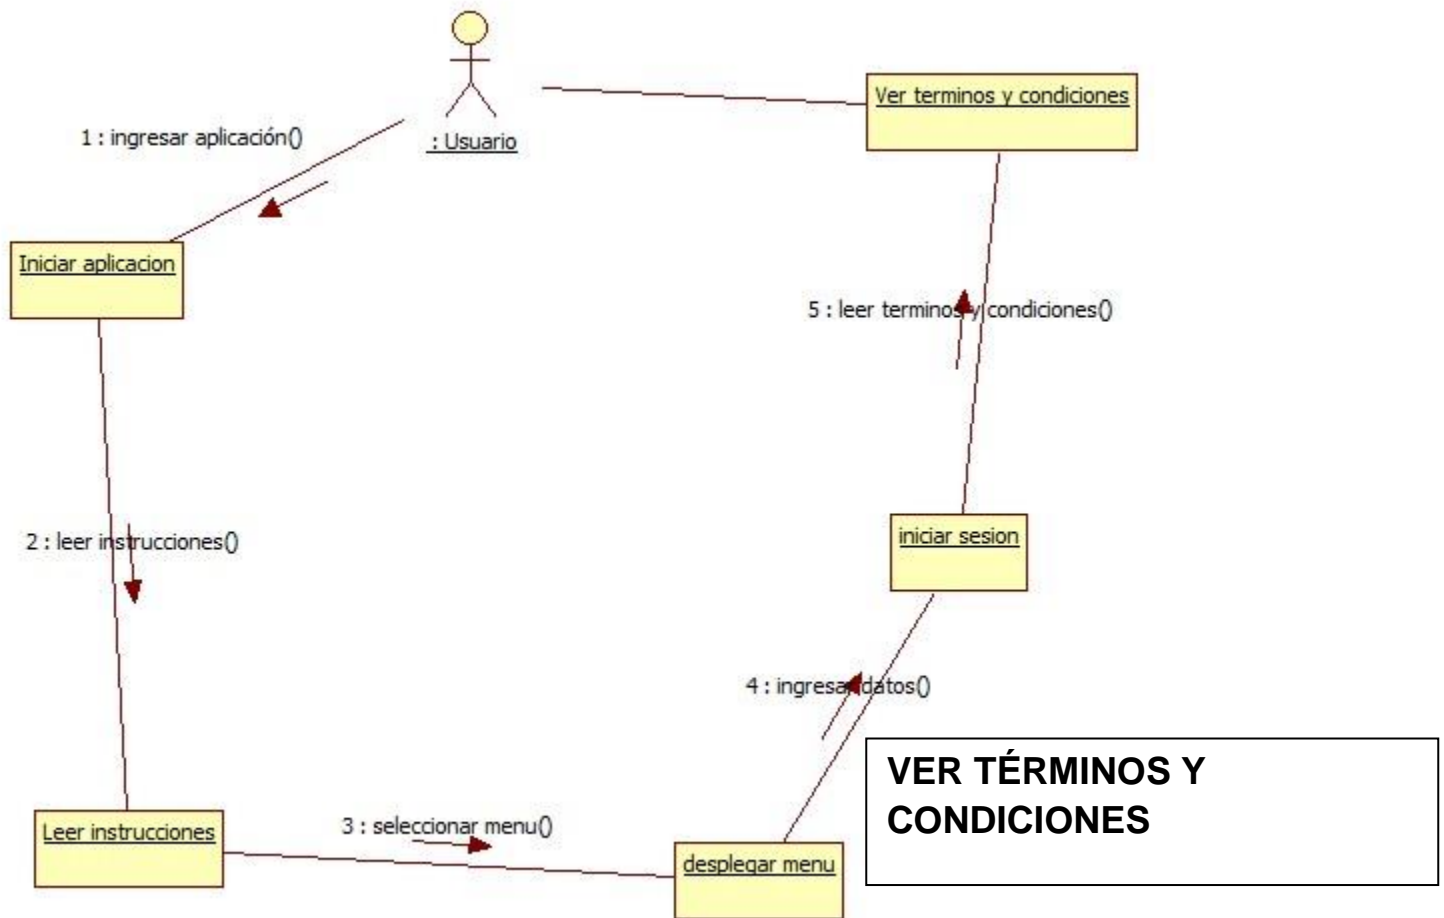 Ver terminos y condiciones
1 : ingresar aplicación()
: Usuario
Iniciar aplicacion
5 : leer terminos y condiciones()
2 : leer instrucciones()
iniciar sesion
4 : ingresar datos()
VER TÉRMINOS Y
CONDICIONES
Leer instrucciones
3 : seleccionar menu()
desplegar menu